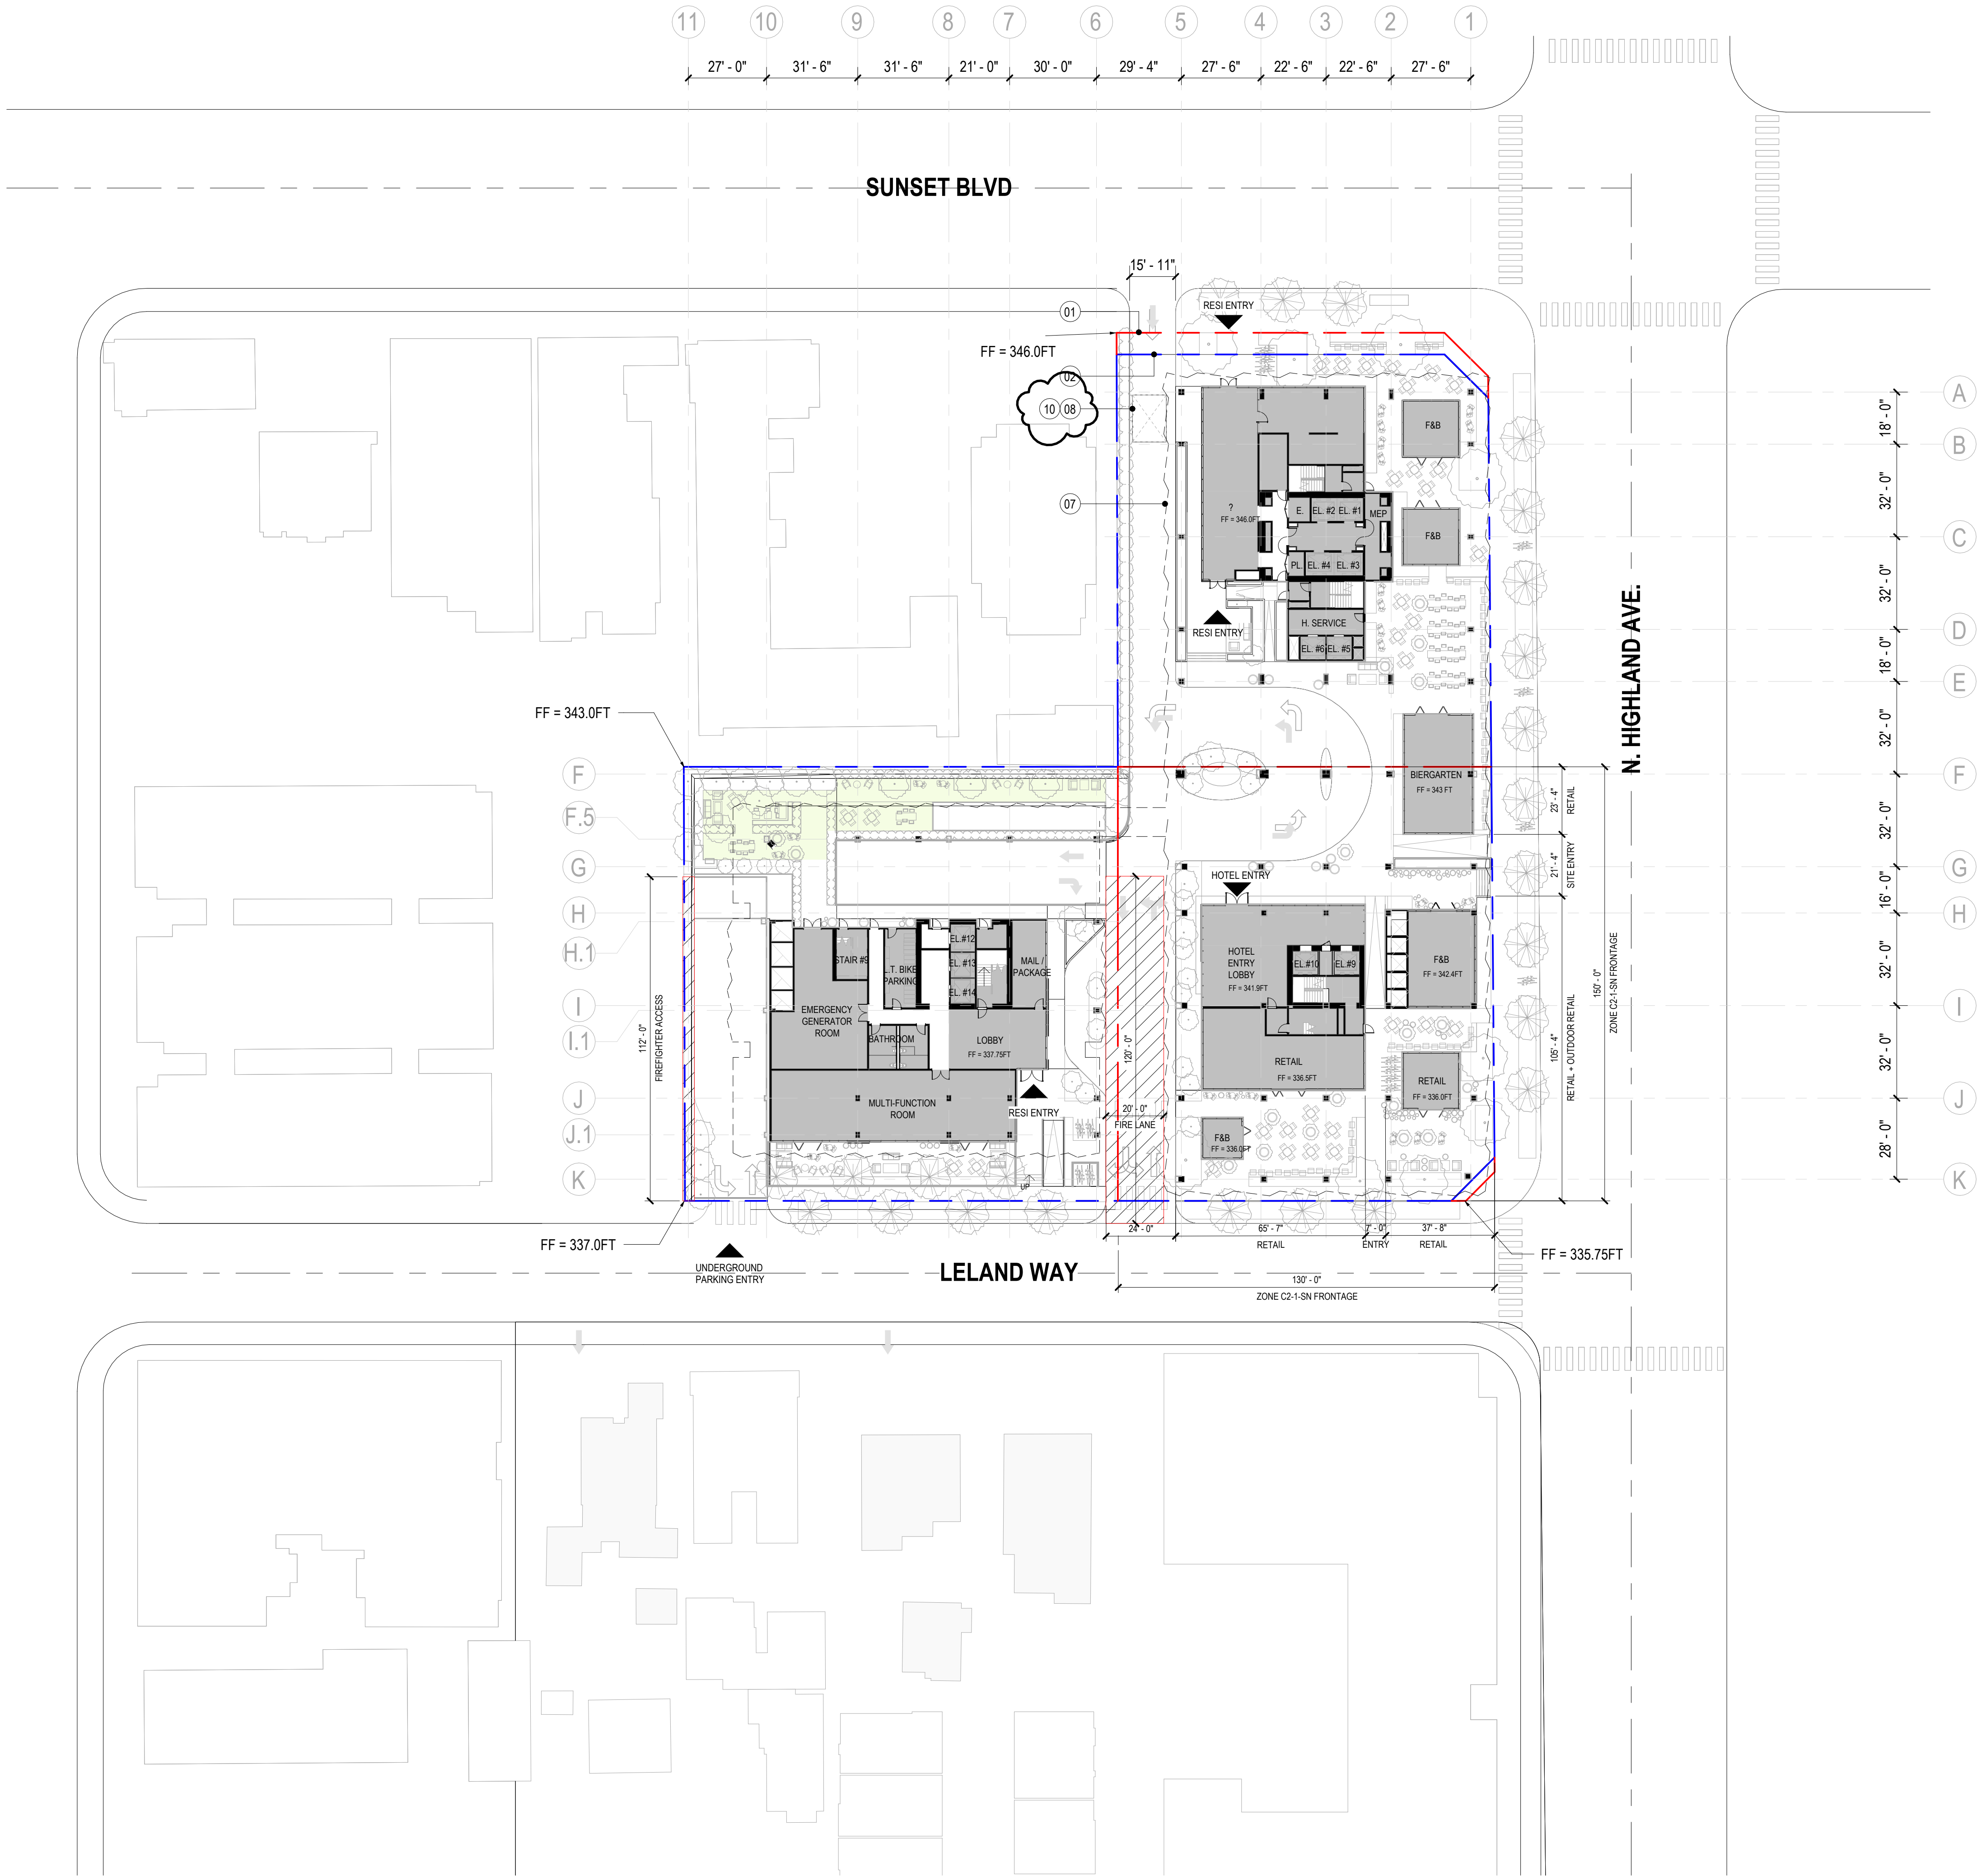 11 10 9 8 7 6 5 4 3 2 1
27' - 0" 31' - 6" 31' - 6" 21' - 0" 30' - 0" 29' - 4" 27' - 6" 22' - 6" 22' - 6" 27' - 6"
SUNSET BLVD
15' - 11"
RESI ENTRY
01
FF = 346.0FT
02
10 08
07
A
18' - 0"
B
32' - 0"
C
32' - 0"
D
18' - 0"
E
32' - 0"
F
32' - 0"
G
16' - 0"
H
32' - 0"
I
32' - 0"
J
28' - 0"
K
N. HIGHLAND AVE.
F&B
?
FF = 346.0FT
E. EL. #2 EL. #1
MEP
F&B
PL. EL. #4 EL. #3
RESI ENTRY
H. SERVICE
EL. #6 EL. #5
FF = 343.0FT
BIERGARTEN
FF = 343 FT
23' - 4"
RETAIL
21' - 4"
SITE ENTRY
105' - 4"
RETAIL + OUTDOOR RETAIL
150' - 0"
ZONE C2-1-SN FRONTAGE
F
F.5
G
H
H.1
I
I.1
J
J.1
K
112' - 0"
FIREFIGHTER ACCESS
HOTEL ENTRY
HOTEL
ENTRY
LOBBY
FF = 341.9FT
EL. #10 EL. #9
F&B
FF = 342.4FT
RETAIL
FF = 336.5FT
RETAIL
FF = 336.0FT
F&B
FF = 336.0FT
STAIR #9
L.T. BIKE
PARKING
EL.#12
EL. #13
EL. #14
MAIL /
PACKAGE
EMERGENCY
GENERATOR
ROOM
BATHROOM
LOBBY
FF = 337.75FT
MULTI-FUNCTION
ROOM
RESI ENTRY
UP
120' - 0"
20' - 0"
FIRE LANE
24' - 0"
65' - 7"
RETAIL
7' - 0"
ENTRY
37' - 8"
RETAIL
FF = 337.0FT
UNDERGROUND
PARKING ENTRY
LELAND WAY
FF = 335.75FT
130' - 0"
ZONE C2-1-SN FRONTAGE